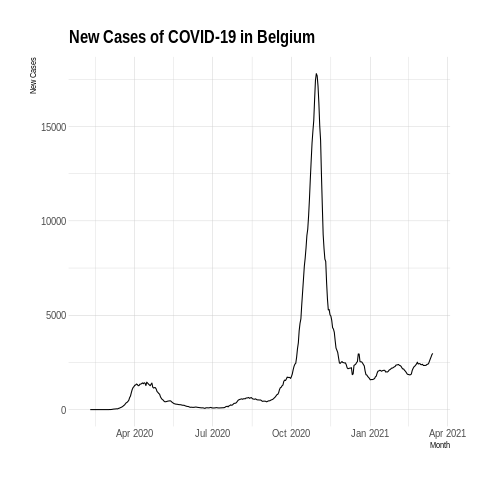 New Cases of COVID-19 in Belgium
New Cases
15000
10000
5000
0
Apr 2020 Jul 2020 Oct 2020 Jan 2021 Apr 2021
Month